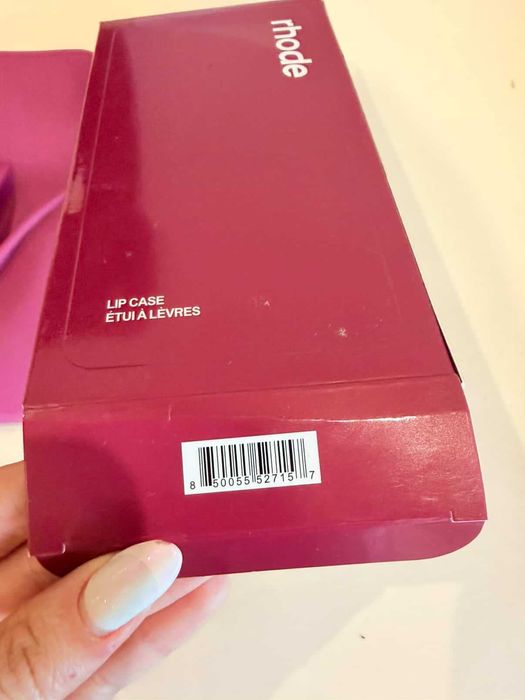 rhode
LIP CASE
ÉTUI À LÈVRES
8 50055 52715 7